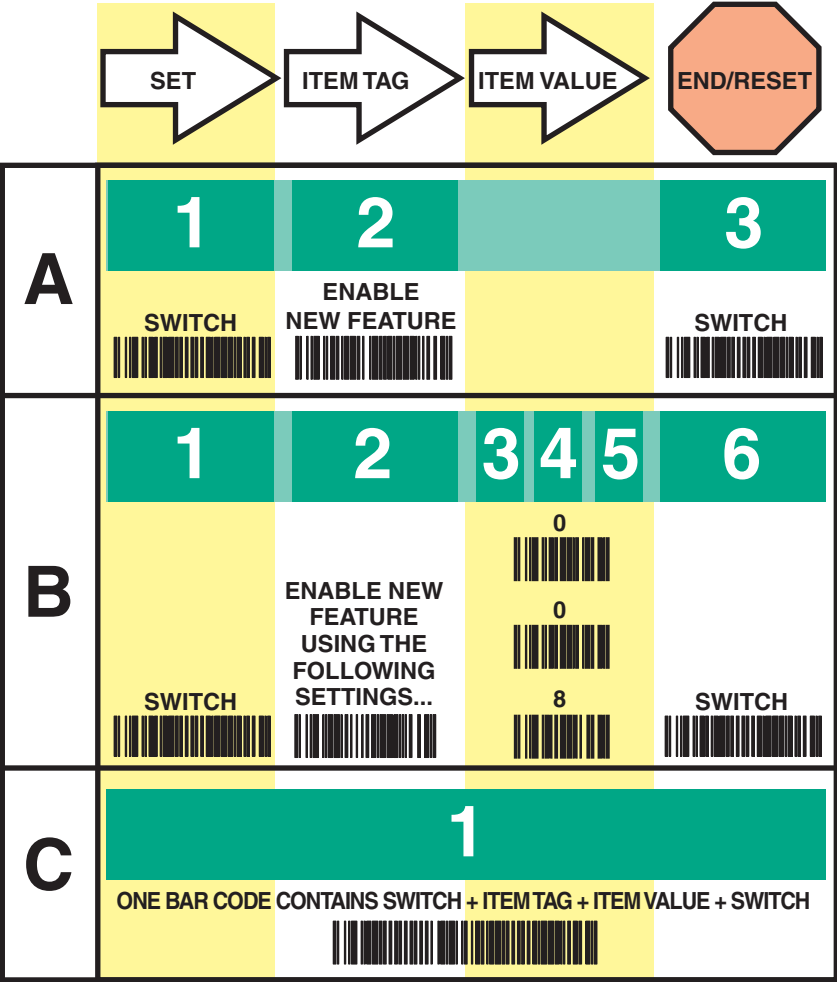 SET
ITEM TAG
ITEM VALUE
END/RESET
A
1
2
3
SWITCH
ENABLE
NEW FEATURE
SWITCH
B
1
2
3
4
5
6
SWITCH
ENABLE NEW
FEATURE
USING THE
FOLLOWING
SETTINGS...
0
0
8
SWITCH
C
1
ONE BAR CODE CONTAINS SWITCH + ITEM TAG + ITEM VALUE + SWITCH